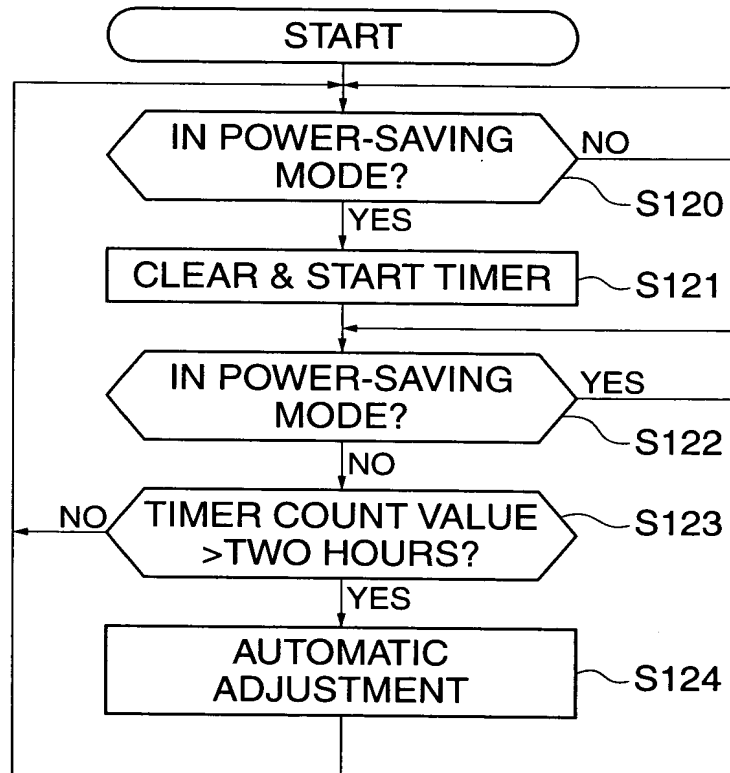 START
IN POWER-SAVING
MODE?
NO
S120
YES
CLEAR & START TIMER
S121
IN POWER-SAVING
MODE?
YES
S122
NO
TIMER COUNT VALUE
>TWO HOURS?
NO
S123
YES
AUTOMATIC
ADJUSTMENT
S124